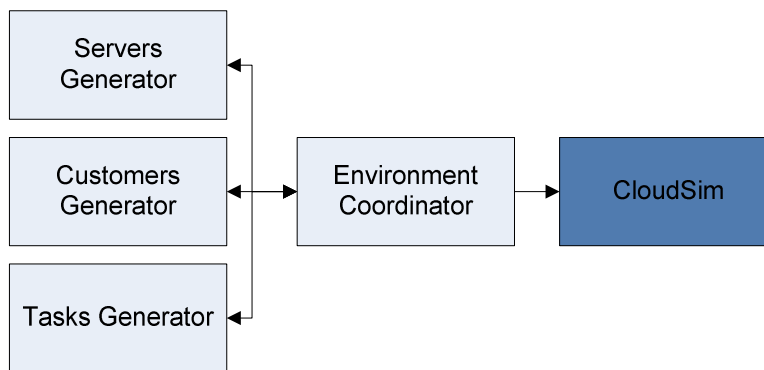 Servers
Generator
Customers
Generator
Tasks Generator
Environment
Coordinator
CloudSim